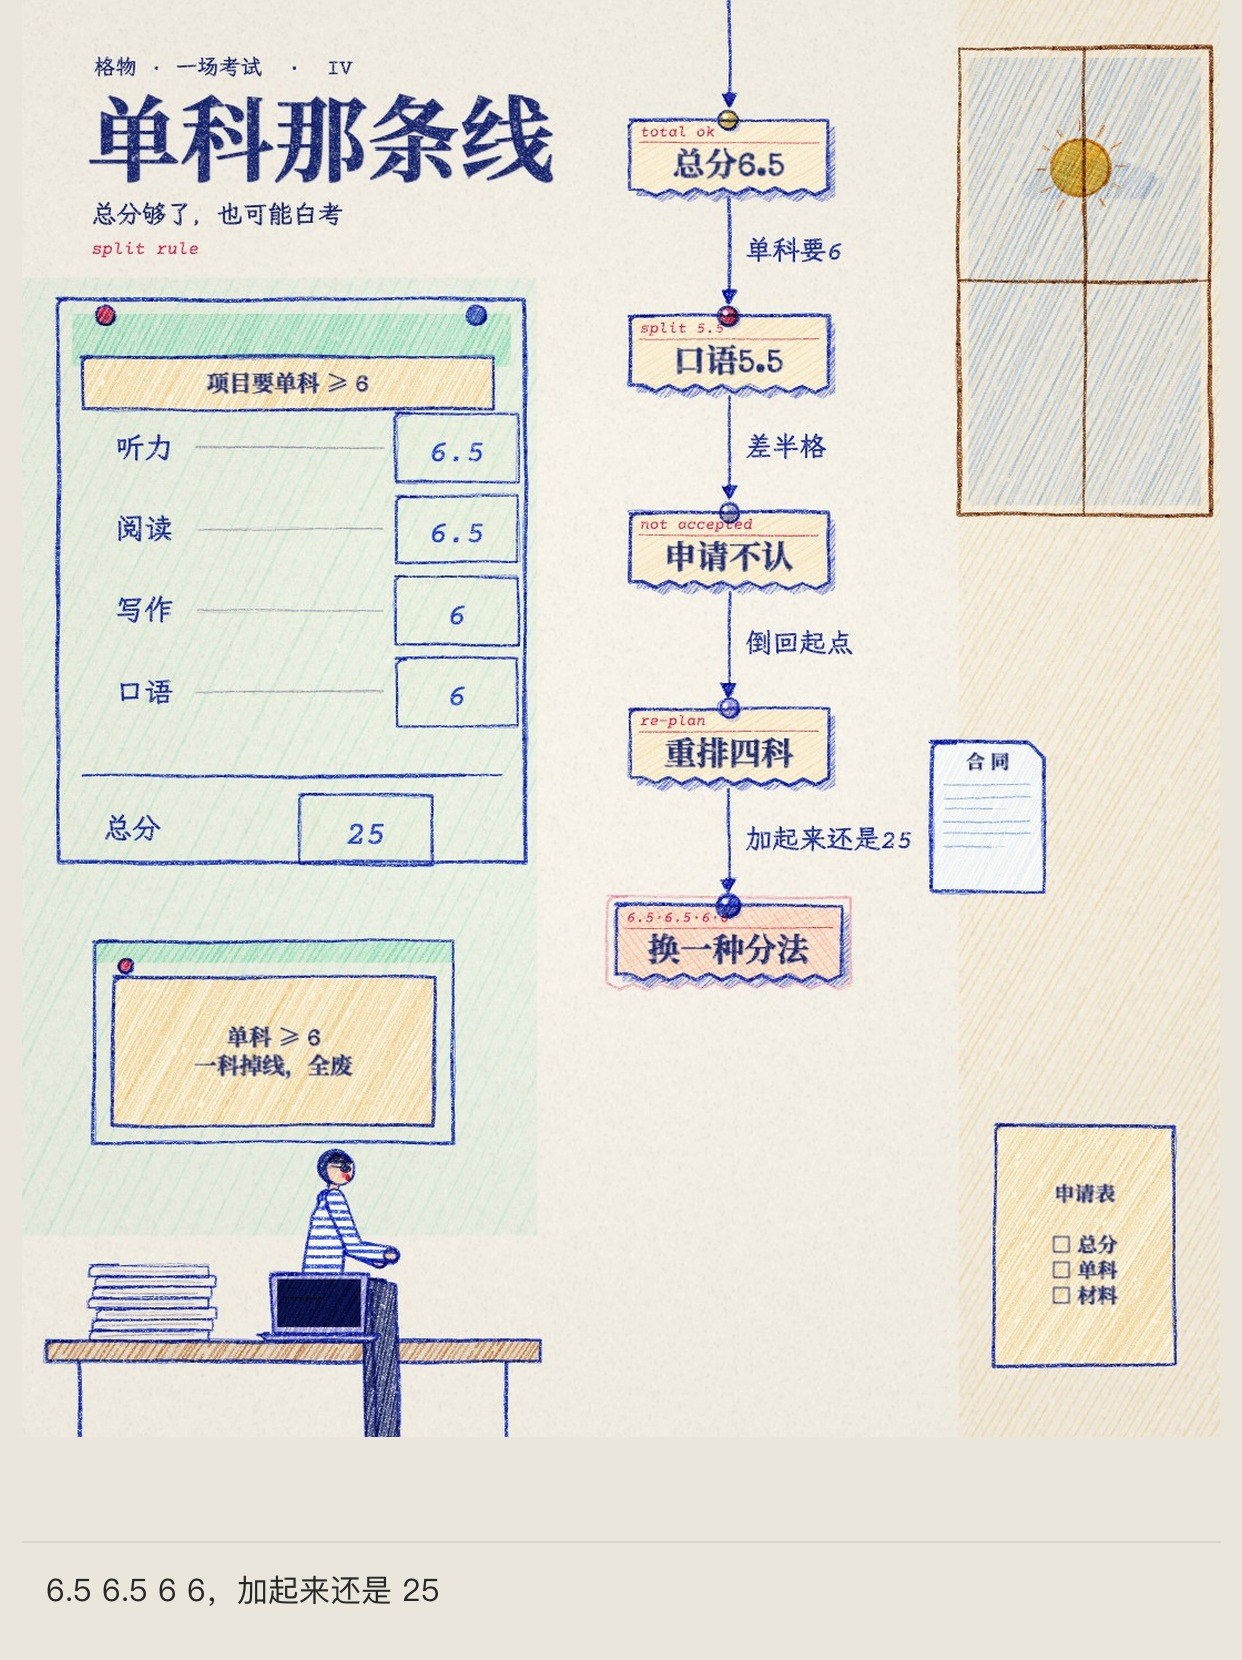 格物 · 一场考试 · IV
单科那条线
总分够了，也可能白考
split rule
项目要单科 ≥ 6
听力 6.5
阅读 6.5
写作 6
口语 6
总分 25
单科 ≥ 6
一科掉线，全废
total ok
总分6.5
单科要6
split 5.5
口语5.5
差半格
not accepted
申请不认
倒回起点
re-plan
重排四科
加起来还是25
6.5·6.5·6·6
换一种分法
合同
申请表
☐ 总分
☐ 单科
☐ 材料
6.5 6.5 6 6，加起来还是 25